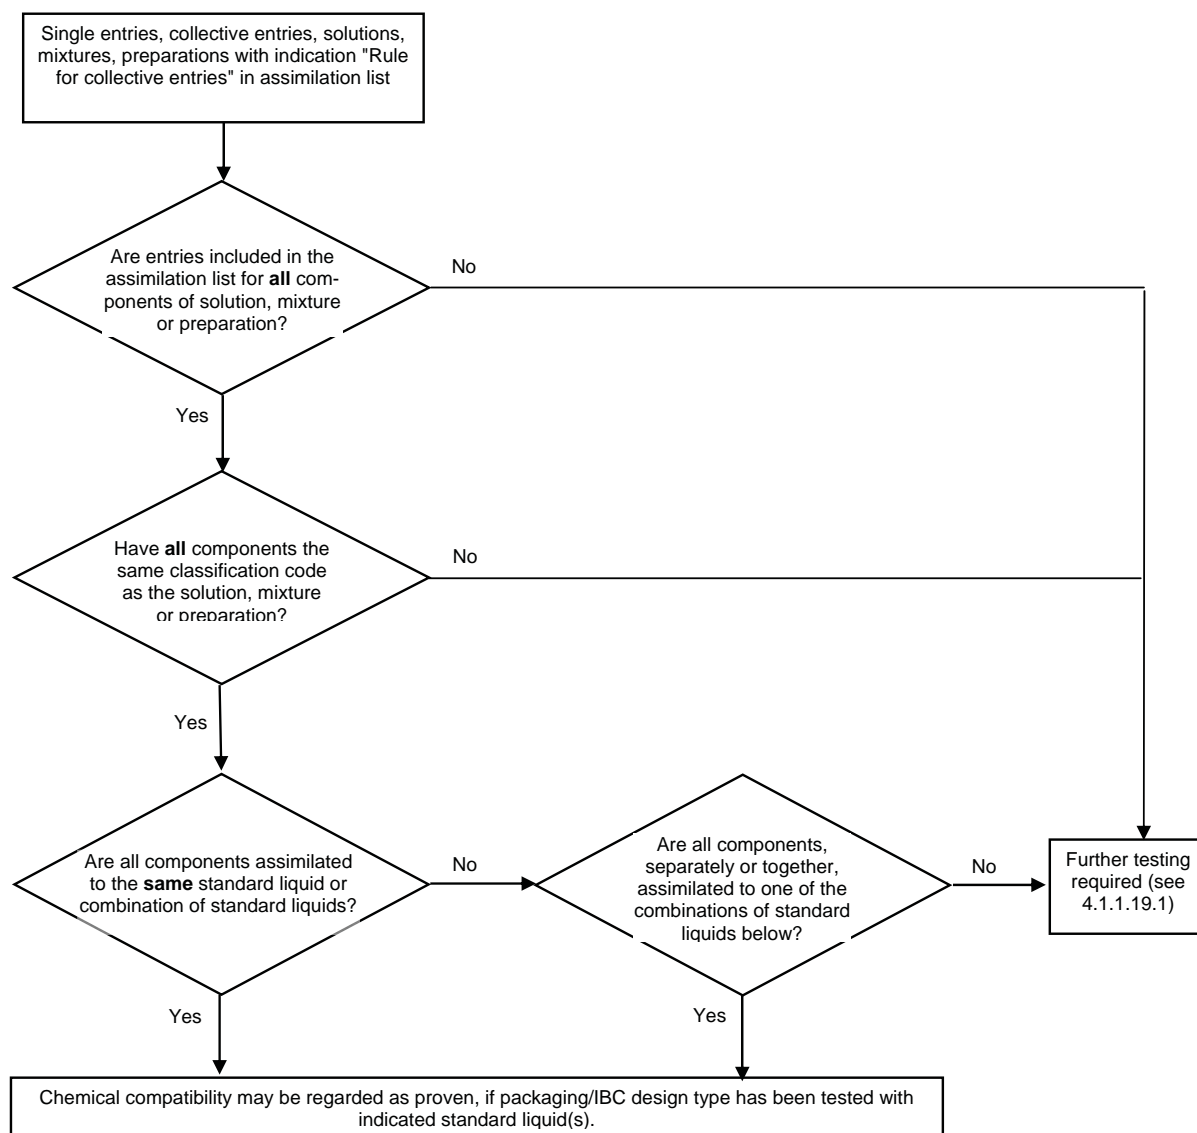 Single entries, collective entries, solutions,
mixtures, preparations with indication "Rule
for collective entries" in assimilation list
Are entries included in the
assimilation list for all com-
ponents of solution, mixture
or preparation?
No
Yes
Have all components the
same classification code
as the solution, mixture
or preparation?
No
Yes
Are all components assimilated
to the same standard liquid or
combination of standard liquids?
No
Are all components,
separately or together,
assimilated to one of the
combinations of standard
liquids below?
No
Further testing
required (see
4.1.1.19.1)
Yes
Yes
Chemical compatibility may be regarded as proven, if packaging/IBC design type has been tested with
indicated standard liquid(s).